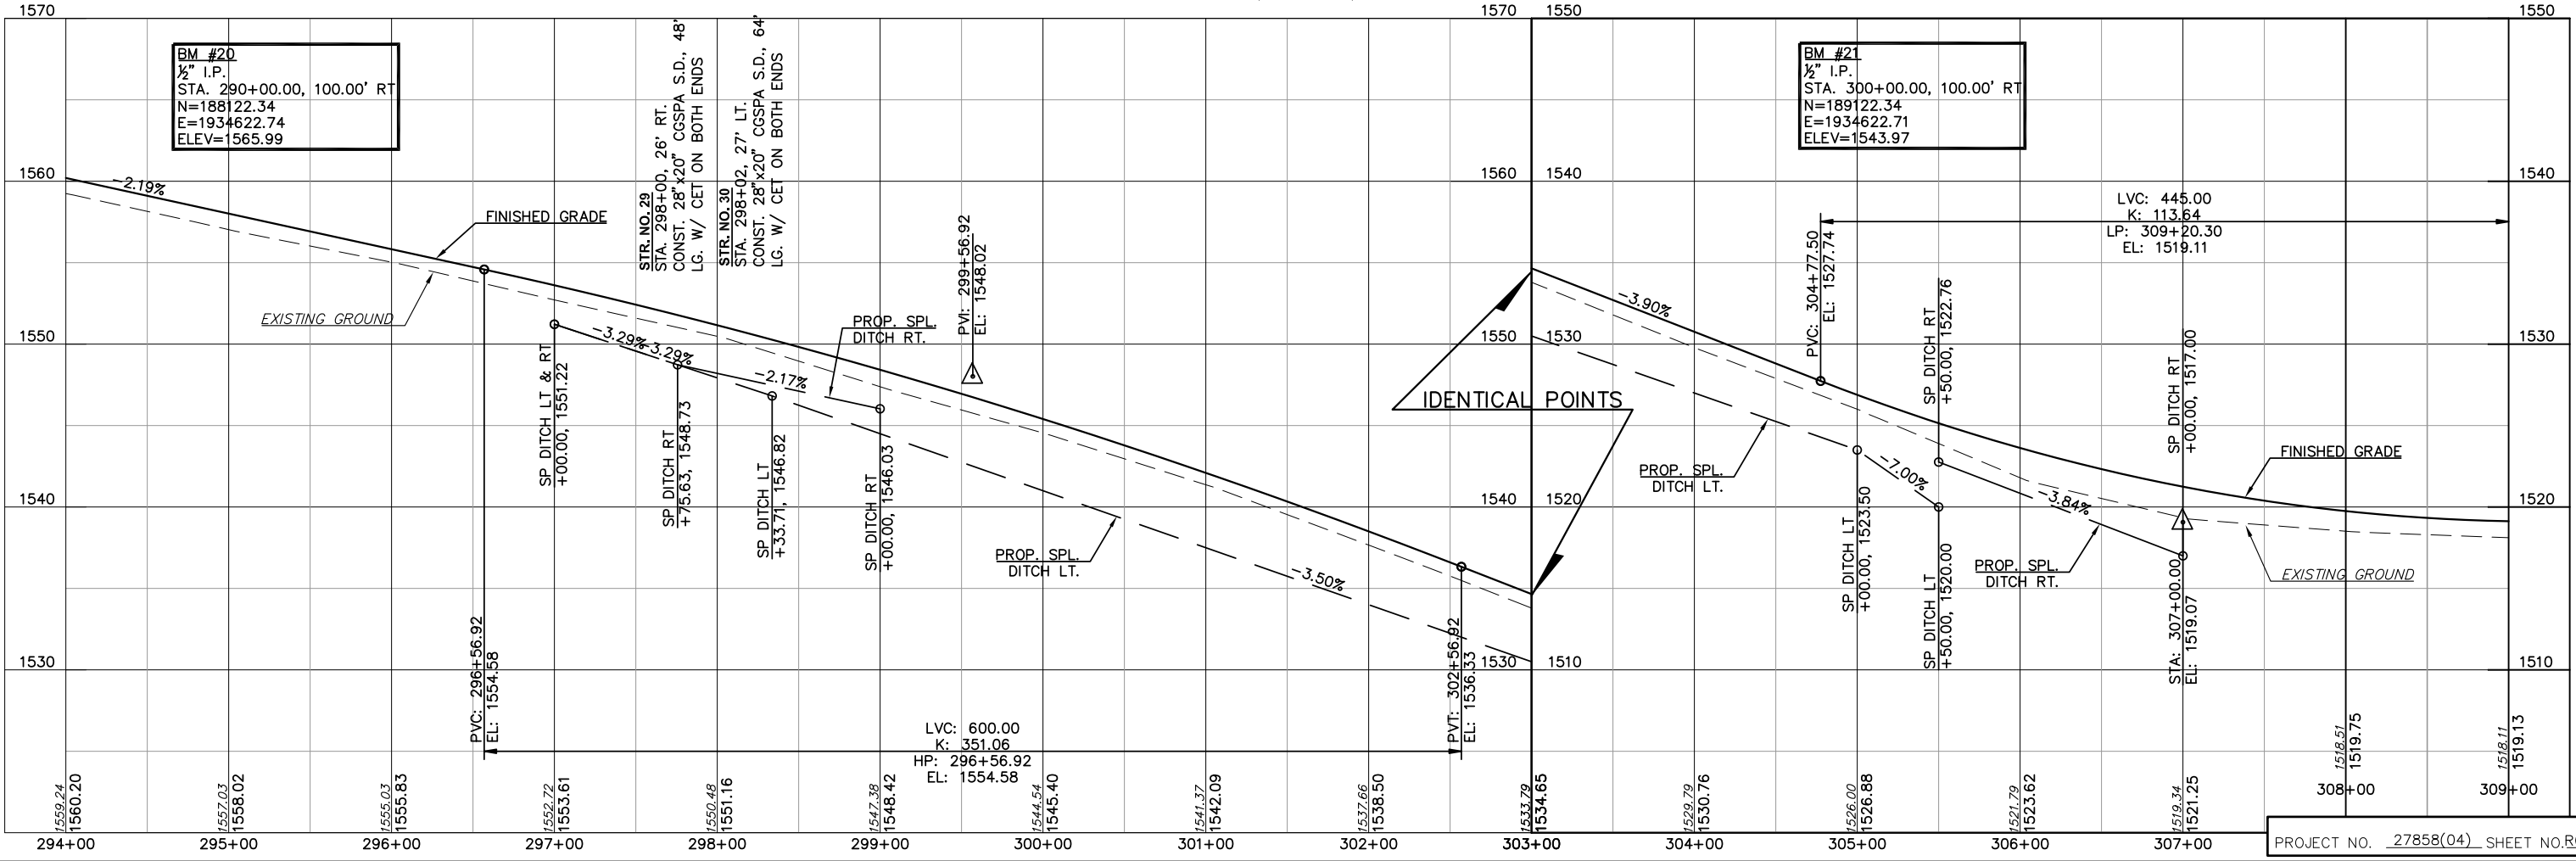 1570
1560
1550
1540
1530
BM #20
½" I.P.
STA. 290+00.00, 100.00' RT
N=188122.34
E=1934622.74
ELEV=1565.99
-2.19%
FINISHED GRADE
EXISTING GROUND
STR. NO. 29
STA. 298+00, 26' RT.
CONST. 28"x20" CGSPA S.D., 48'
LG. W/ CET ON BOTH ENDS
STR. NO. 30
STA. 298+02, 27' LT.
CONST. 28"x20" CGSPA S.D., 64'
LG. W/ CET ON BOTH ENDS
PVC: 296+56.92
EL: 1554.58
SP DITCH LT & RT
+00.00, 1551.22
-3.29%
-3.29%
SP DITCH RT
+75.63, 1548.73
-2.17%
SP DITCH LT
+33.71, 1546.82
PROP. SPL.
DITCH RT.
SP DITCH RT
+00.00, 1546.03
PVI: 299+56.92
EL: 1548.02
PROP. SPL.
DITCH LT.
-3.50%
LVC: 600.00
K: 351.06
HP: 296+56.92
EL: 1554.58
PVT: 302+56.92
EL: 1536.33
IDENTICAL POINTS
1570 1550
1560 1540
1550 1530
1540 1520
1530 1510
BM #21
½" I.P.
STA. 300+00.00, 100.00' RT
N=189122.34
E=1934622.71
ELEV=1543.97
-3.90%
PROP. SPL.
DITCH LT.
PVC: 304+77.50
EL: 1527.74
SP DITCH LT
+00.00, 1523.50
-7.00%
SP DITCH RT
+50.00, 1522.76
SP DITCH LT
+50.00, 1520.00
LVC: 445.00
K: 113.64
LP: 309+20.30
EL: 1519.11
-3.84%
PROP. SPL.
DITCH RT.
SP DITCH RT
+00.00, 1517.00
STA: 307+00.00
EL: 1519.07
FINISHED GRADE
EXISTING GROUND
1550
1540
1530
1520
1510
1559.24
1560.20
1557.03
1558.02
1555.03
1555.83
1552.72
1553.61
1550.48
1551.16
1547.38
1548.42
1544.54
1545.40
1541.37
1542.09
1537.66
1538.50
1533.79
1534.65
1529.79
1530.76
1526.00
1526.88
1521.79
1523.62
1519.34
1521.25
1518.51
1519.75
1518.11
1519.13
308+00 309+00
294+00 295+00 296+00 297+00 298+00 299+00 300+00 301+00 302+00 303+00 304+00 305+00 306+00 307+00
PROJECT NO. 27858(04) SHEET NO.